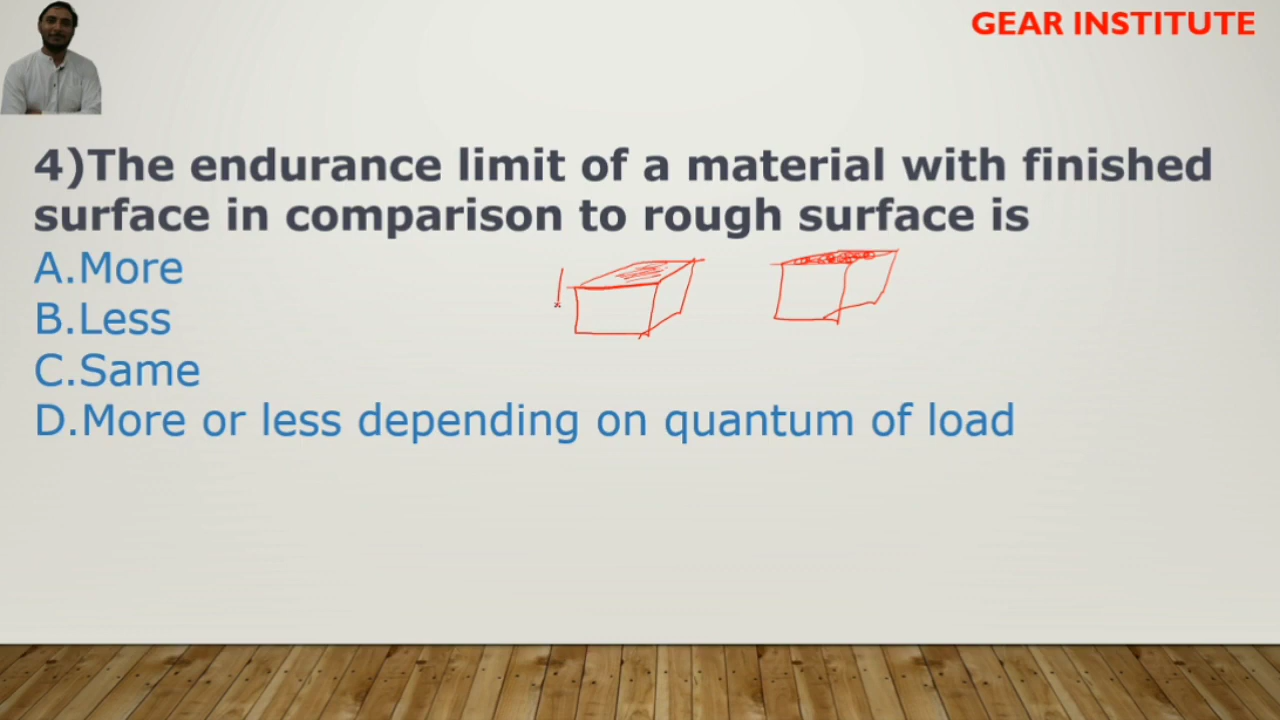 GEAR INSTITUTE
4)The endurance limit of a material with finished
surface in comparison to rough surface is
A.More
B.Less
C.Same
D.More or less depending on quantum of load